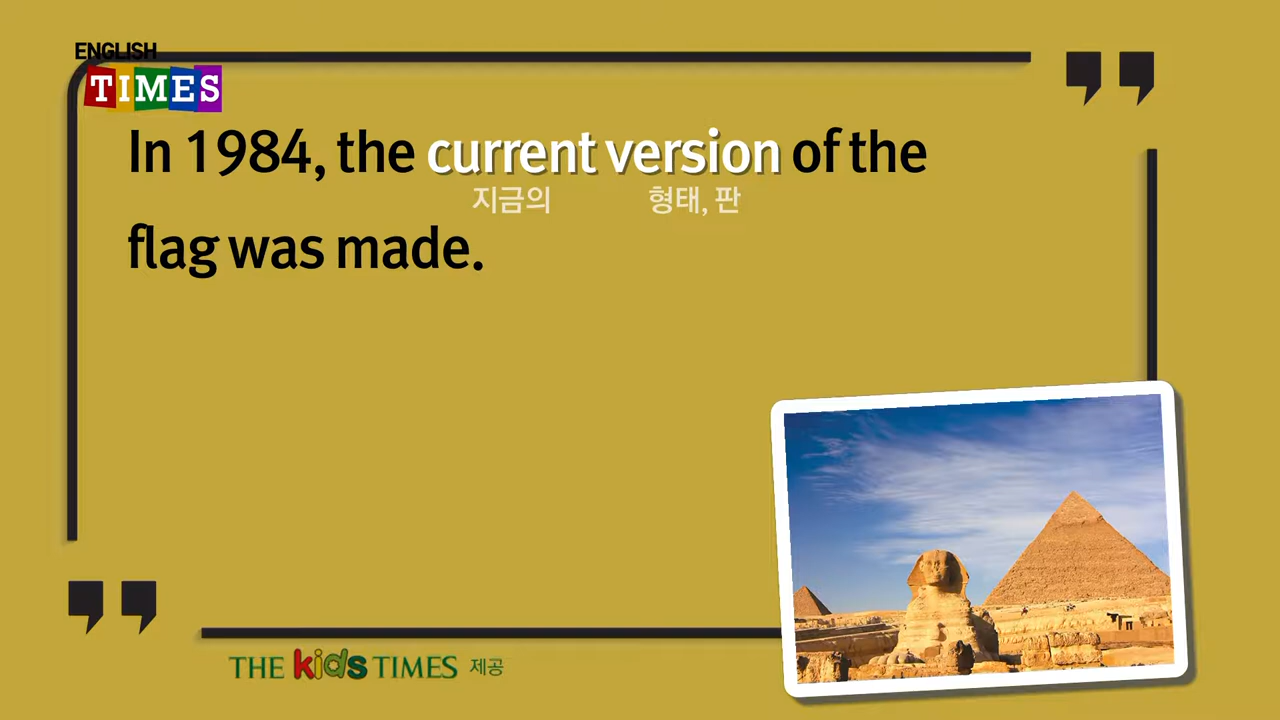 ENGLISH
TIMES
In 1984, the current version of the
지금의 형태, 판
flag was made.
THE kids TIMES 제공